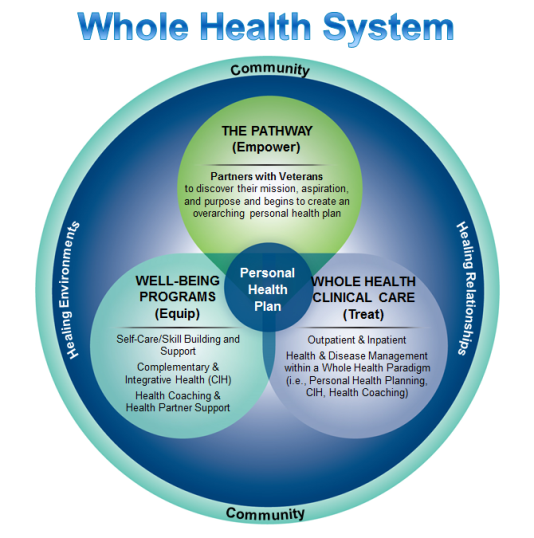 Whole Health System
Community
THE PATHWAY
(Empower)
Partners with Veterans
to discover their mission, aspiration,
and purpose and begins to create an
overarching personal health plan
Healing Environments
Healing Relationships
Personal
Health
Plan
WELL-BEING
PROGRAMS
(Equip)
Self-Care/Skill Building and
Support
Complementary &
Integrative Health (CIH)
Health Coaching &
Health Partner Support
WHOLE HEALTH
CLINICAL CARE
(Treat)
Outpatient & Inpatient
Health & Disease Management
within a Whole Health Paradigm
(i.e., Personal Health Planning,
CIH, Health Coaching)
Community